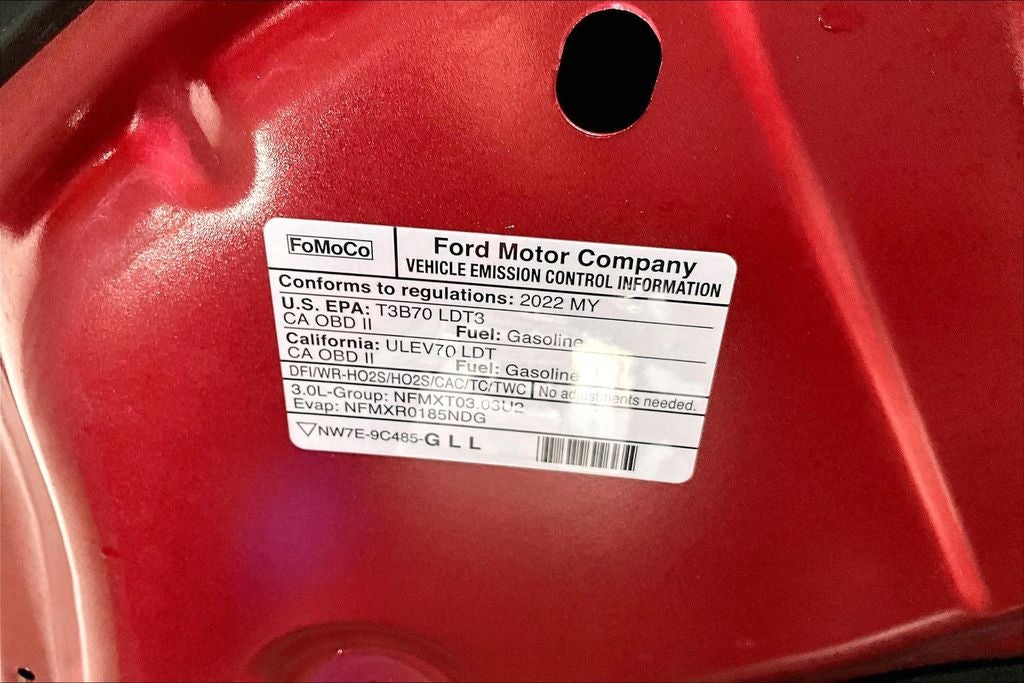 FoMoCo
Ford Motor Company
VEHICLE EMISSION CONTROL INFORMATION
Conforms to regulations: 2022 MY
U.S. EPA: T3B70 LDT3
CA OBD II Fuel: Gasoline
California: ULEV70 LDT
CA OBD II Fuel: Gasoline
DFI/WR-HO2S/HO2S/CAC/TC/TWC No adjustments needed.
3.0L-Group: NFMXT03.03U2
Evap: NFMXR0185NDG
NW7E-9C485-GLL